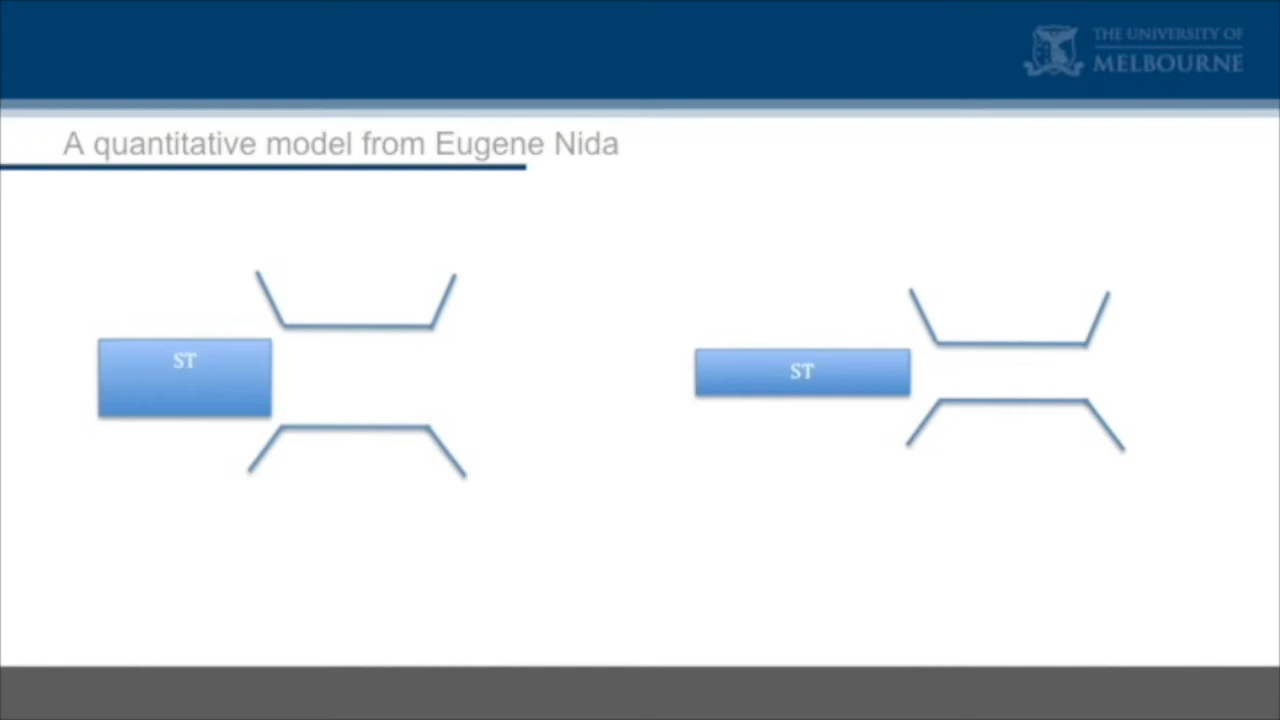 THE UNIVERSITY OF
MELBOURNE
A quantitative model from Eugene Nida
ST
ST